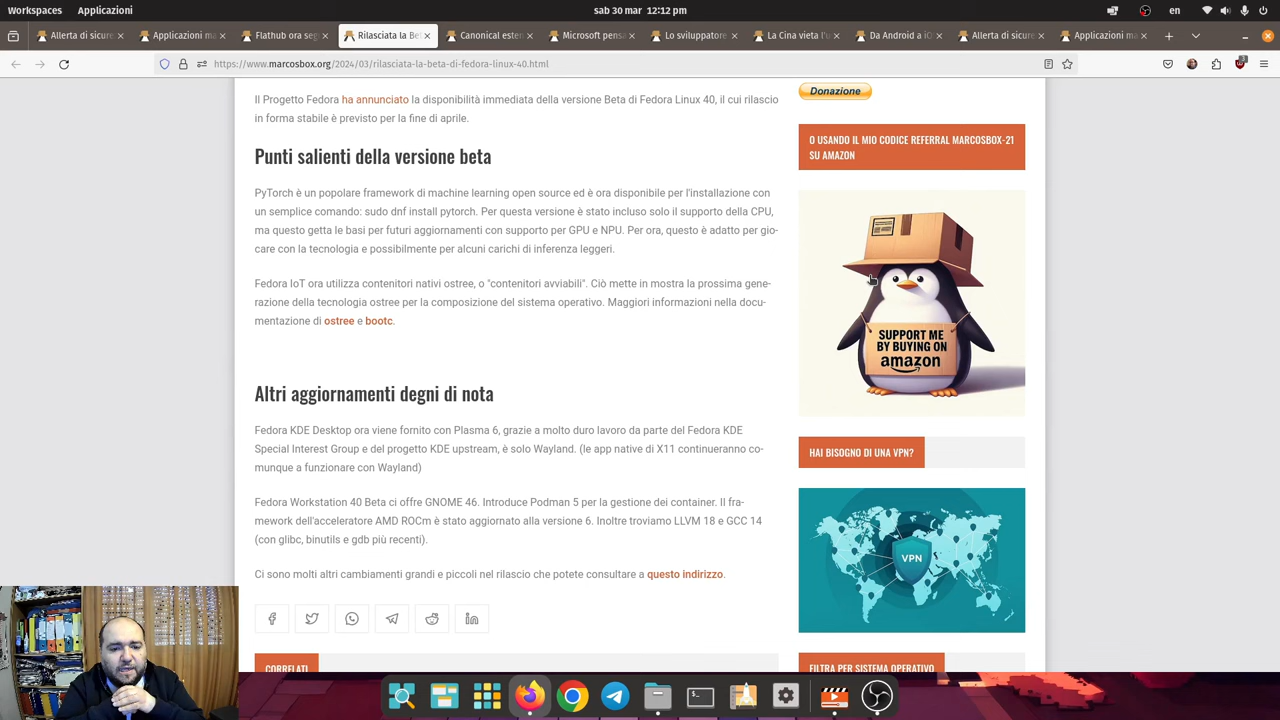 Workspaces
Applicazioni
sab 30 mar 12:12 pm
en
Allerta di sicure
Applicazioni ma
Flathub ora seg
Rilasciata la Be
Canonical esten
Microsoft pensa
Lo sviluppatore
La Cina vieta l'u
Da Android a iO
Allerta di sicure
Applicazioni ma
https://www.marcosbox.org/2024/03/rilasciata-la-beta-di-fedora-linux-40.html
Il Progetto Fedora ha annunciato la disponibilità immediata della versione Beta di Fedora Linux 40, il cui rilascio
in forma stabile è previsto per la fine di aprile.
Punti salienti della versione beta
PyTorch è un popolare framework di machine learning open source ed è ora disponibile per l'installazione con
un semplice comando: sudo dnf install pytorch. Per questa versione è stato incluso solo il supporto della CPU,
ma questo getta le basi per futuri aggiornamenti con supporto per GPU e NPU. Per ora, questo è adatto per gio-
care con la tecnologia e possibilmente per alcuni carichi di inferenza leggeri.
Fedora IoT ora utilizza contenitori nativi ostree, o "contenitori avviabili". Ciò mette in mostra la prossima gene-
razione della tecnologia ostree per la composizione del sistema operativo. Maggiori informazioni nella docu-
mentazione di ostree e bootc.
Altri aggiornamenti degni di nota
Fedora KDE Desktop ora viene fornito con Plasma 6, grazie a molto duro lavoro da parte del Fedora KDE
Special Interest Group e del progetto KDE upstream, è solo Wayland. (le app native di X11 continueranno co-
munque a funzionare con Wayland)
Fedora Workstation 40 Beta ci offre GNOME 46. Introduce Podman 5 per la gestione dei container. Il fra-
mework dell'acceleratore AMD ROCm è stato aggiornato alla versione 6. Inoltre troviamo LLVM 18 e GCC 14
(con glibc, binutils e gdb più recenti).
Ci sono molti altri cambiamenti grandi e piccoli nel rilascio che potete consultare a questo indirizzo.
CORRELATI
Donazione
O USANDO IL MIO CODICE REFERRAL MARCOSBOX-21
SU AMAZON
SUPPORT ME
BY BUYING ON
amazon
HAI BISOGNO DI UNA VPN?
VPN
FILTRA PER SISTEMA OPERATIVO